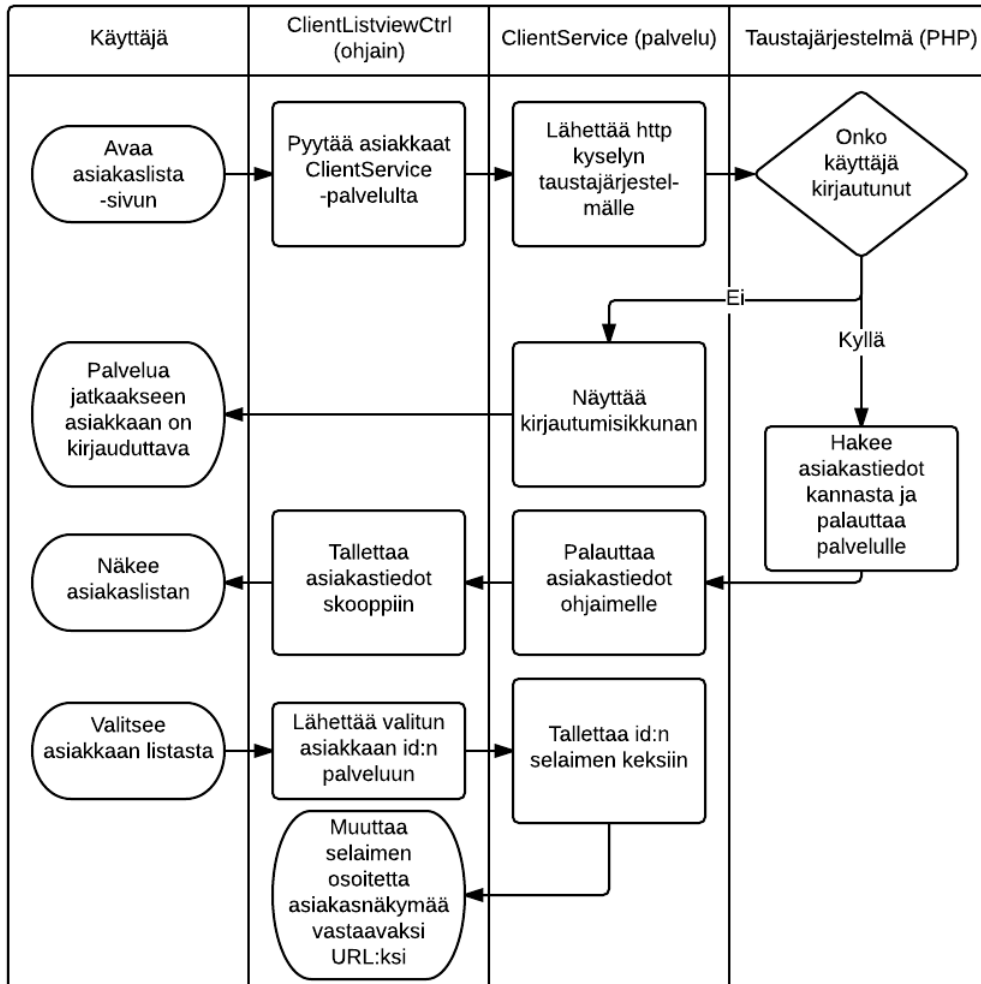 Käyttäjä
ClientListviewCtrl
(ohjain)
ClientService (palvelu)
Taustajärjestelmä (PHP)
Avaa
asiakaslista
-sivun
Pyytää asiakkaat
ClientService
-palvelulta
Lähettää http
kyselyn
taustajärjestel-
mälle
Onko
käyttäjä
kirjautunut
Ei
Kyllä
Palvelua
jatkaakseen
asiakkaan on
kirjauduttava
Näyttää
kirjautumisikkunan
Hakee
asiakastiedot
kannasta ja
palauttaa
palvelulle
Näkee
asiakaslistan
Tallettaa
asiakastiedot
skooppiin
Palauttaa
asiakastiedot
ohjaimelle
Valitsee
asiakkaan listasta
Lähettää valitun
asiakkaan id:n
palveluun
Tallettaa id:n
selaimen keksiin
Muuttaa
selaimen
osoitetta
asiakasnäkymää
vastaavaksi
URL:ksi